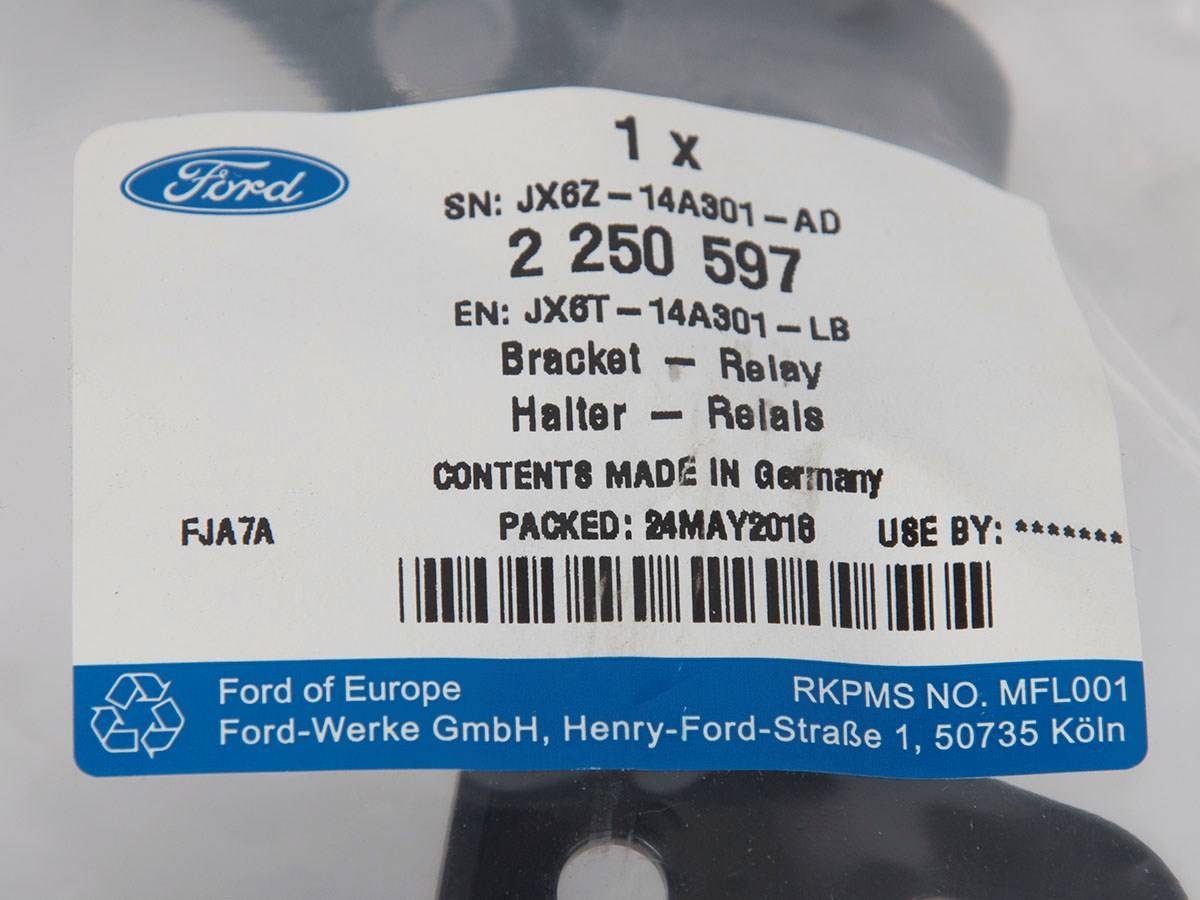 Ford
1 x
SN: JX6Z-14A301-AD
2 250 597
EN: JX6T-14A301-LB
Bracket - Relay
Halter - Relais
CONTENTS MADE IN Germany
FJA7A PACKED: 24MAY2018 USE BY: *******
Ford of Europe RKPMS NO. MFL001
Ford-Werke GmbH, Henry-Ford-Straße 1, 50735 Köln